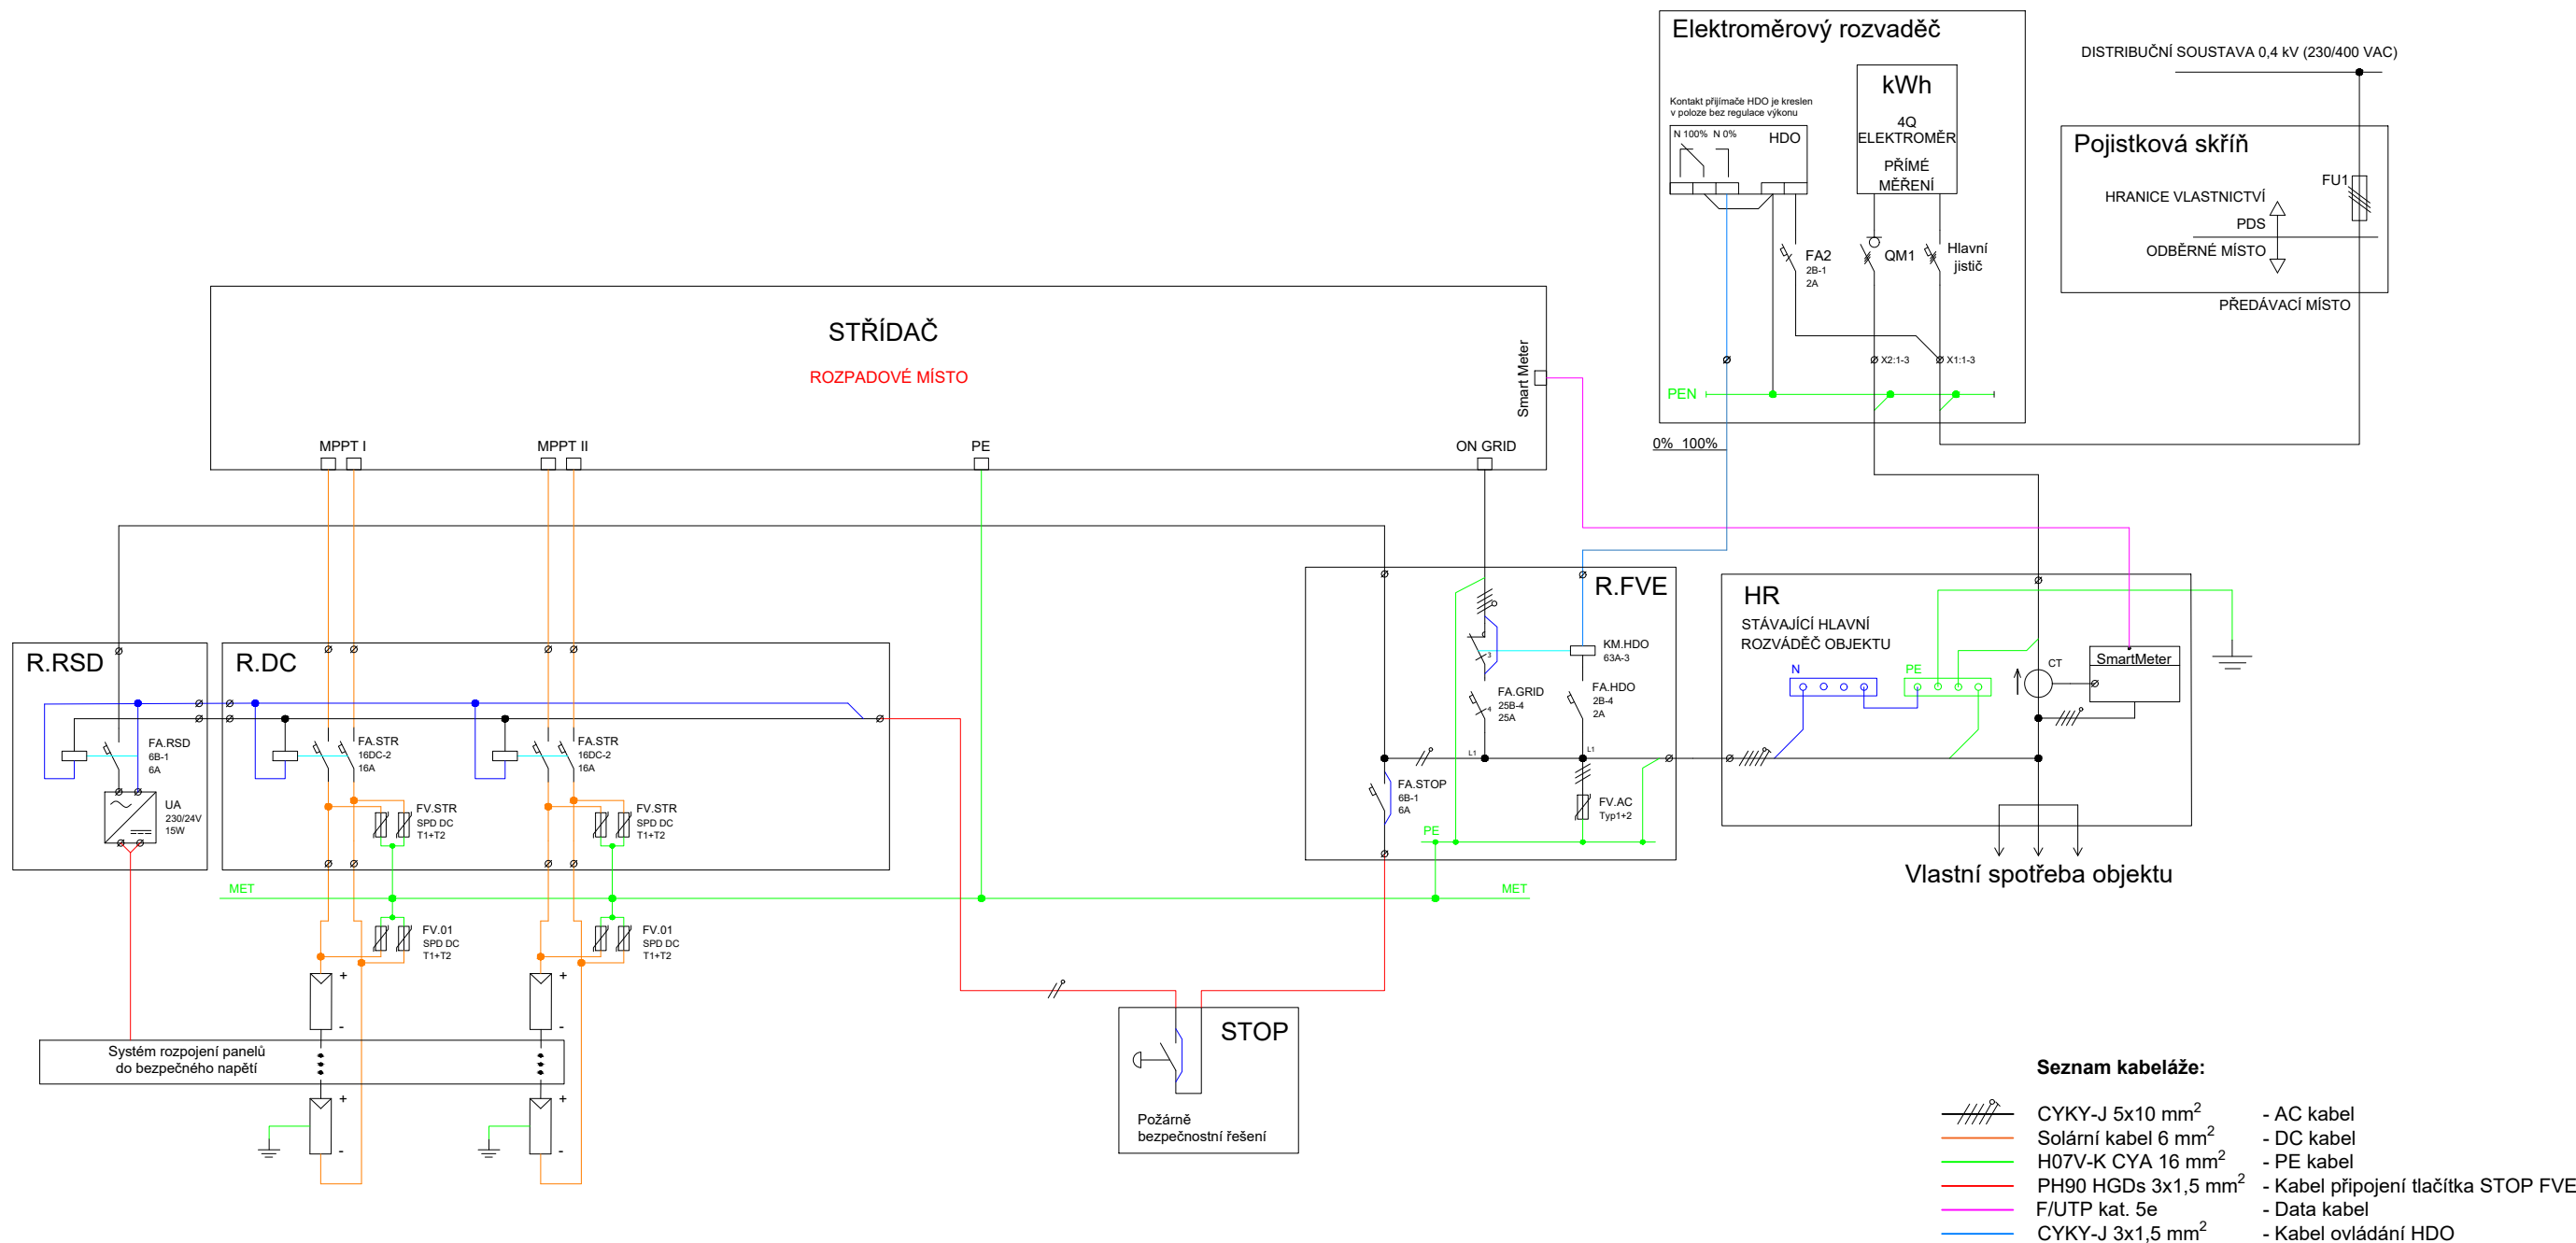 Elektroměrový rozvaděč
DISTRIBUČNÍ SOUSTAVA 0,4 kV (230/400 VAC)
kWh
4Q
ELEKTROMĚR
PŘÍMÉ
MĚŘENÍ
Kontakt přijímače HDO je kreslen
v poloze bez regulace výkonu
N 100% N 0%
HDO
Pojistková skříň
FU1
HRANICE VLASTNICTVÍ
PDS
ODBĚRNÉ MÍSTO
PŘEDÁVACÍ MÍSTO
FA2
2B-1
2A
QM1
Hlavní
jistič
X2:1-3
X1:1-3
PEN
0% 100%
STŘÍDAČ
ROZPADOVÉ MÍSTO
Smart Meter
MPPT I
MPPT II
PE
ON GRID
R.RSD
FA.RSD
6B-1
6A
UA
230/24V
15W
R.DC
FA.STR
16DC-2
16A
FA.STR
16DC-2
16A
FV.STR
SPD DC
T1+T2
FV.STR
SPD DC
T1+T2
MET
MET
FV.01
SPD DC
T1+T2
FV.01
SPD DC
T1+T2
+
-
+
-
Systém rozpojení panelů
do bezpečného napětí
+
-
+
-
R.FVE
3
KM.HDO
63A-3
FA.GRID
25B-4
25A
4
FA.HDO
2B-4
2A
L1
L1
FA.STOP
6B-1
6A
FV.AC
Typ1+2
PE
HR
STÁVAJÍCÍ HLAVNÍ
ROZVÁDĚČ OBJEKTU
N
PE
CT
SmartMeter
Vlastní spotřeba objektu
STOP
Požárně
bezpečnostní řešení
Seznam kabeláže:
CYKY-J 5x10 mm² - AC kabel
Solární kabel 6 mm² - DC kabel
H07V-K CYA 16 mm² - PE kabel
PH90 HGDs 3x1,5 mm² - Kabel připojení tlačítka STOP FVE
F/UTP kat. 5e - Data kabel
CYKY-J 3x1,5 mm² - Kabel ovládání HDO